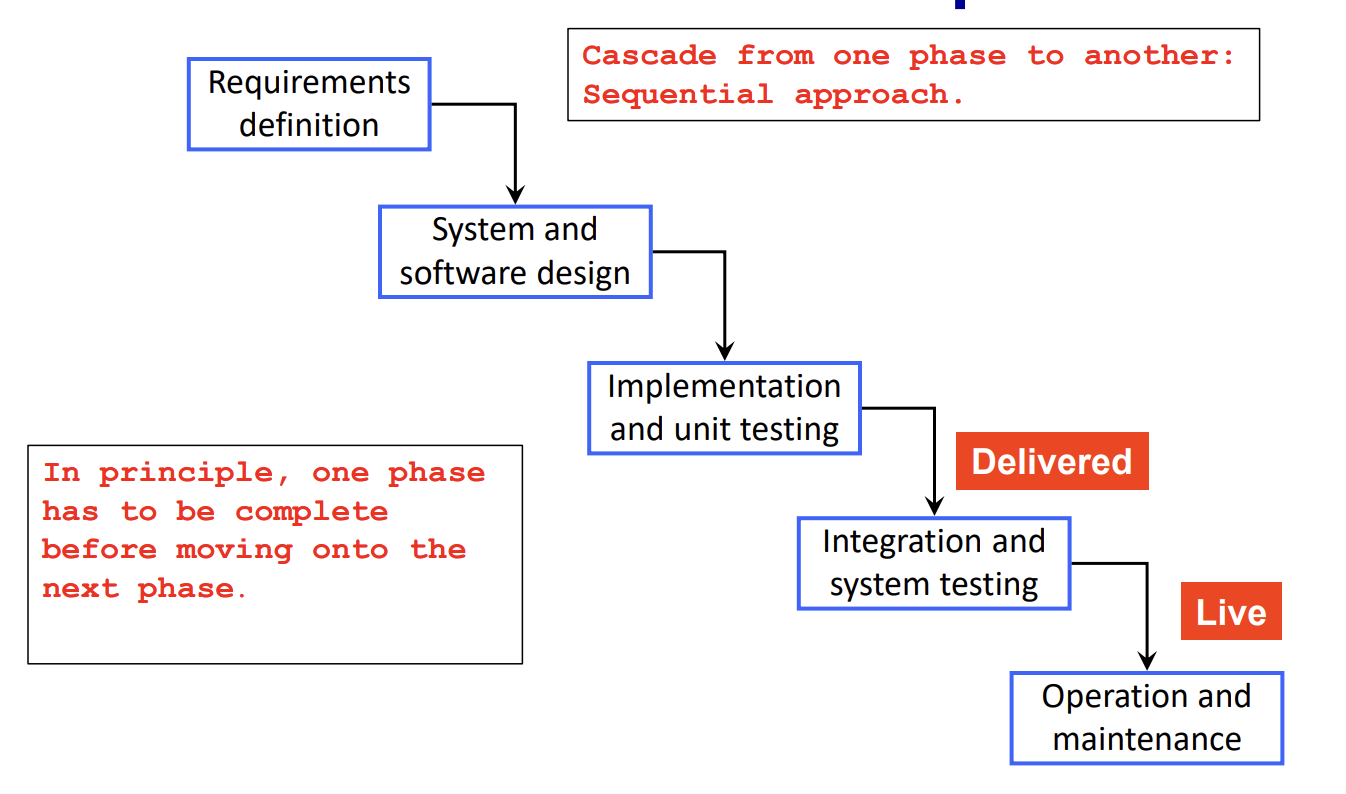 Cascade from one phase to another:
Sequential approach.
Requirements
definition
System and
software design
Implementation
and unit testing
Delivered
In principle, one phase
has to be complete
before moving onto the
next phase.
Integration and
system testing
Live
Operation and
maintenance